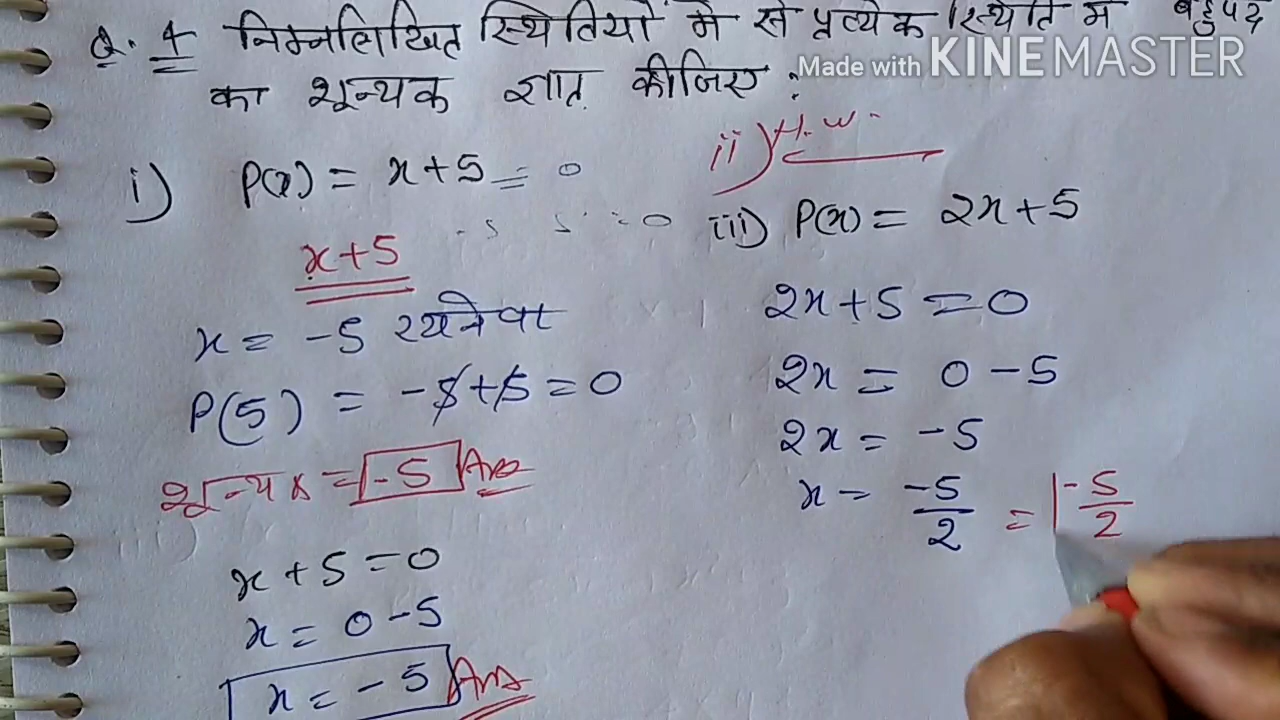 Q. 4 निम्नलिखित स्थितियों में से प्रत्येक स्थिति में बहुपद
का शून्यक ज्ञात कीजिए :
Made with KINEMASTER
i) P(x) = x+5 = 0
x+5
x = -5 रखने पर
P(5) = -5+5=0
शून्यक = -5 Ans
x+5=0
x = 0-5
x = -5 Ans
ii) H.W.
iii) P(x) = 2x+5
2x+5=0
2x = 0-5
2x = -5
x = -5/2 = -5/2